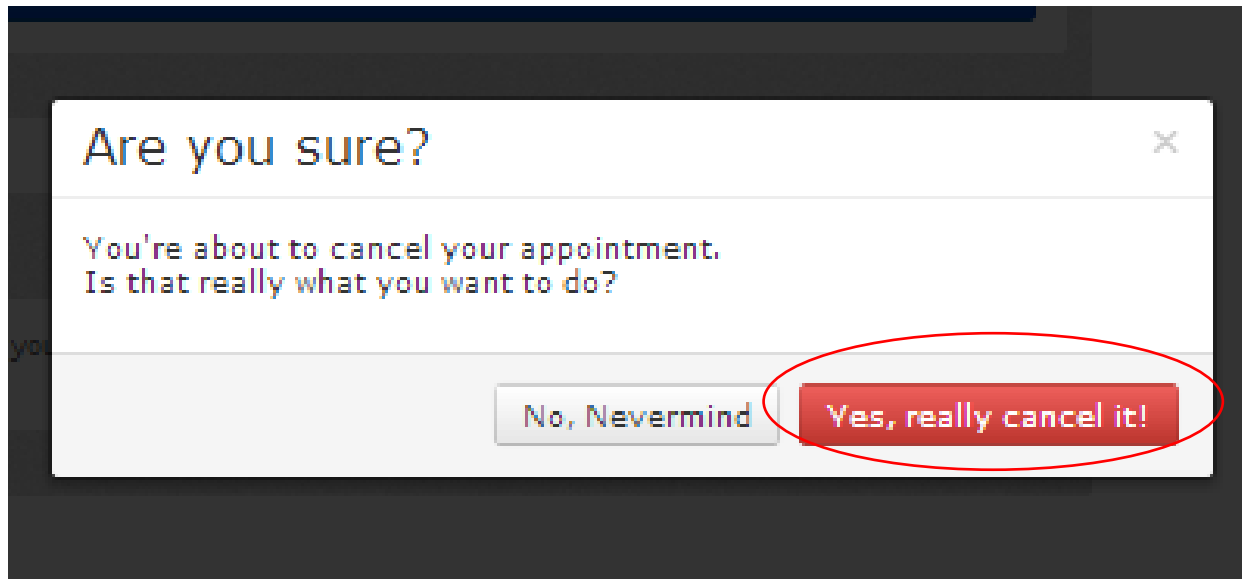 Are you sure?
×
You're about to cancel your appointment.
Is that really what you want to do?
you
No, Nevermind
Yes, really cancel it!